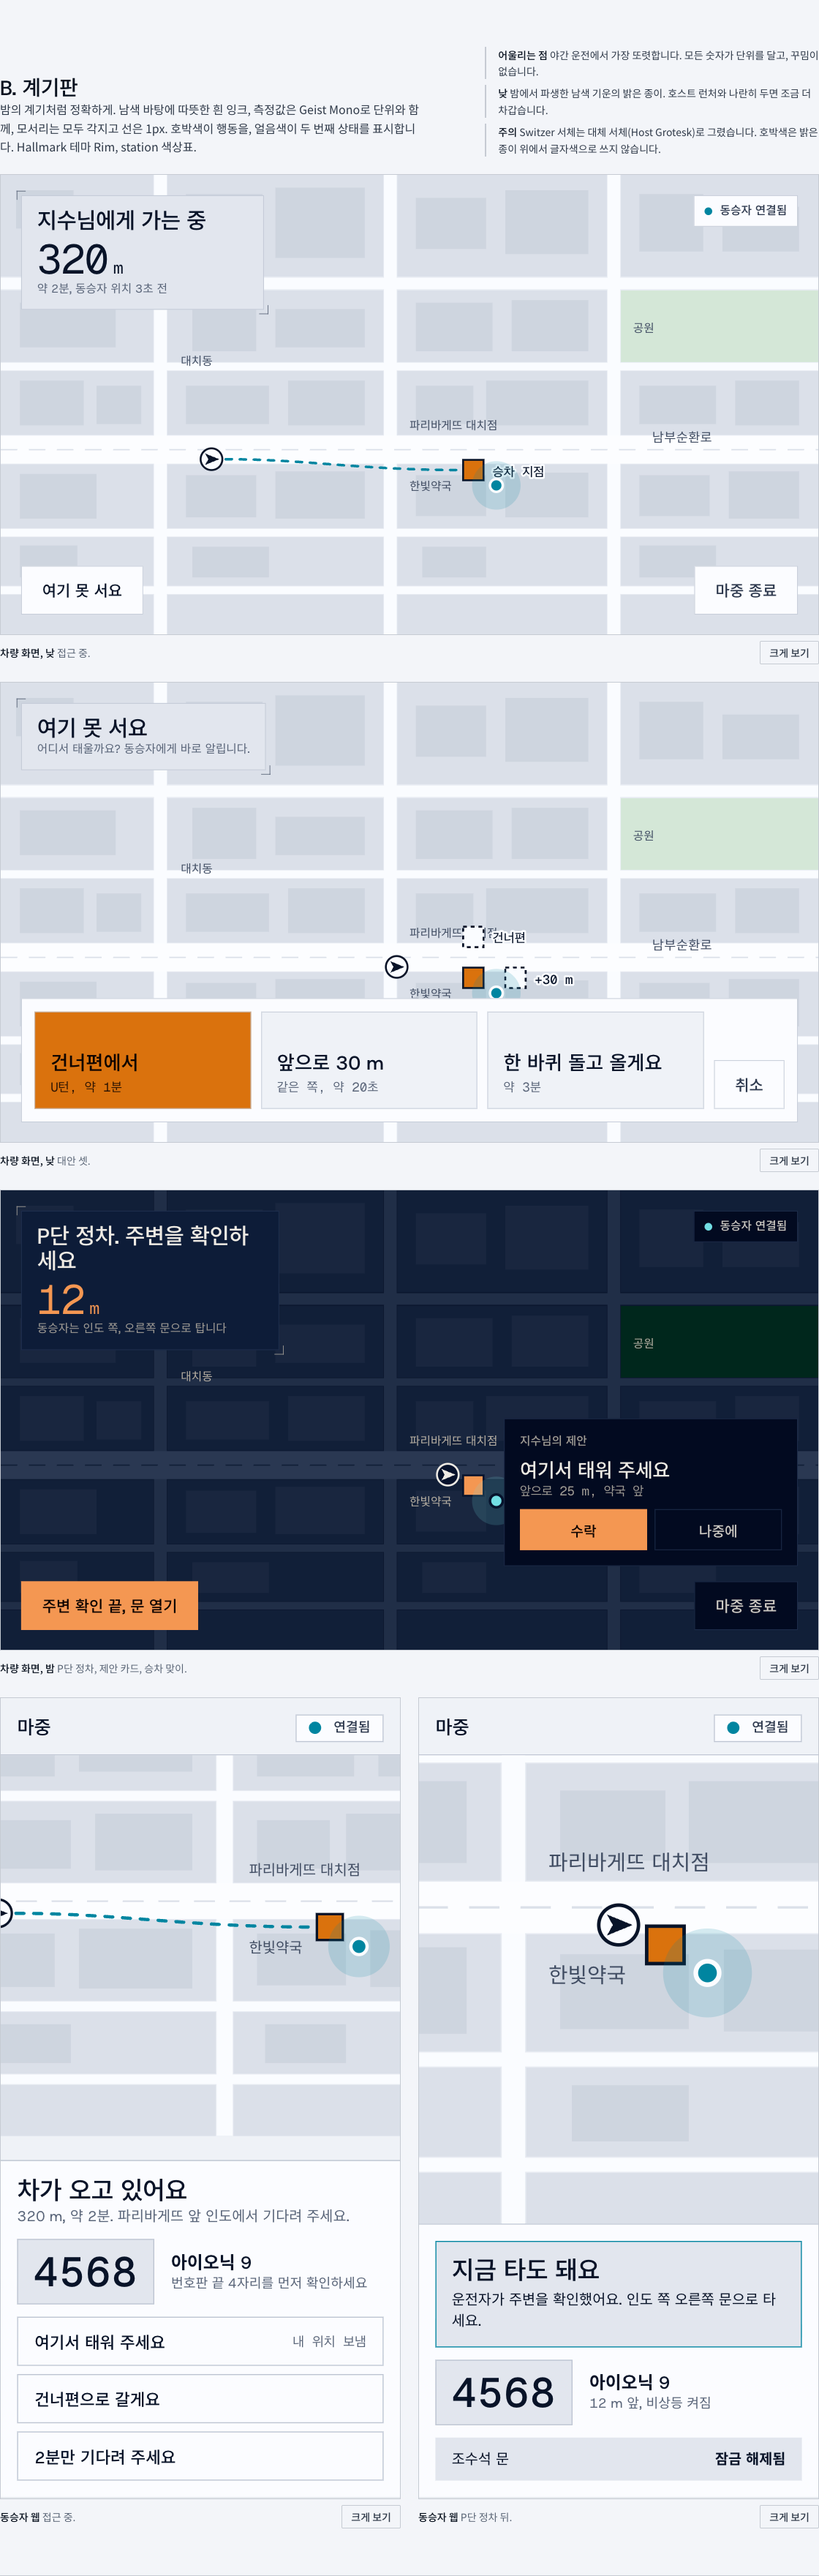 B. 계기판
밤의 계기처럼 정확하게. 남색 바탕에 따뜻한 흰 잉크, 측정값은 Geist Mono로 단위와 함
께, 모서리는 모두 각지고 선은 1px. 호박색이 행동을, 얼음색이 두 번째 상태를 표시합니
다. Hallmark 테마 Rim, station 색상표.
어울리는 점 야간 운전에서 가장 또렷합니다. 모든 숫자가 단위를 달고, 꾸밈이
없습니다.
낮 밤에서 파생한 남색 기운의 밝은 종이. 호스트 런처와 나란히 두면 조금 더
차갑습니다.
주의 Switzer 서체는 대체 서체(Host Grotesk)로 그렸습니다. 호박색은 밝은
종이 위에서 글자색으로 쓰지 않습니다.
지수님에게 가는 중
320 m
약 2분, 동승자 위치 3초 전
동승자 연결됨
공원
대치동
파리바게뜨 대치점
남부순환로
승차 지점
한빛약국
여기 못 서요
마중 종료
차량 화면, 낮 접근 중.
크게 보기
여기 못 서요
어디서 태울까요? 동승자에게 바로 알립니다.
공원
대치동
파리바게뜨
건너편
남부순환로
+30 m
한빛약국
건너편에서
U턴, 약 1분
앞으로 30 m
같은 쪽, 약 20초
한 바퀴 돌고 올게요
약 3분
취소
차량 화면, 낮 대안 셋.
크게 보기
P단 정차. 주변을 확인하
세요
12 m
동승자는 인도 쪽, 오른쪽 문으로 탑니다
동승자 연결됨
공원
대치동
파리바게뜨 대치점
한빛약국
지수님의 제안
여기서 태워 주세요
앞으로 25 m, 약국 앞
수락
나중에
주변 확인 끝, 문 열기
마중 종료
차량 화면, 밤 P단 정차, 제안 카드, 승차 맞이.
크게 보기
마중
연결됨
파리바게뜨 대치점
한빛약국
차가 오고 있어요
320 m, 약 2분. 파리바게뜨 앞 인도에서 기다려 주세요.
4568
아이오닉 9
번호판 끝 4자리를 먼저 확인하세요
여기서 태워 주세요
내 위치 보냄
건너편으로 갈게요
2분만 기다려 주세요
동승자 웹 접근 중.
크게 보기
마중
연결됨
파리바게뜨 대치점
한빛약국
지금 타도 돼요
운전자가 주변을 확인했어요. 인도 쪽 오른쪽 문으로 타
세요.
4568
아이오닉 9
12 m 앞, 비상등 켜짐
조수석 문
잠금 해제됨
동승자 웹 P단 정차 뒤.
크게 보기